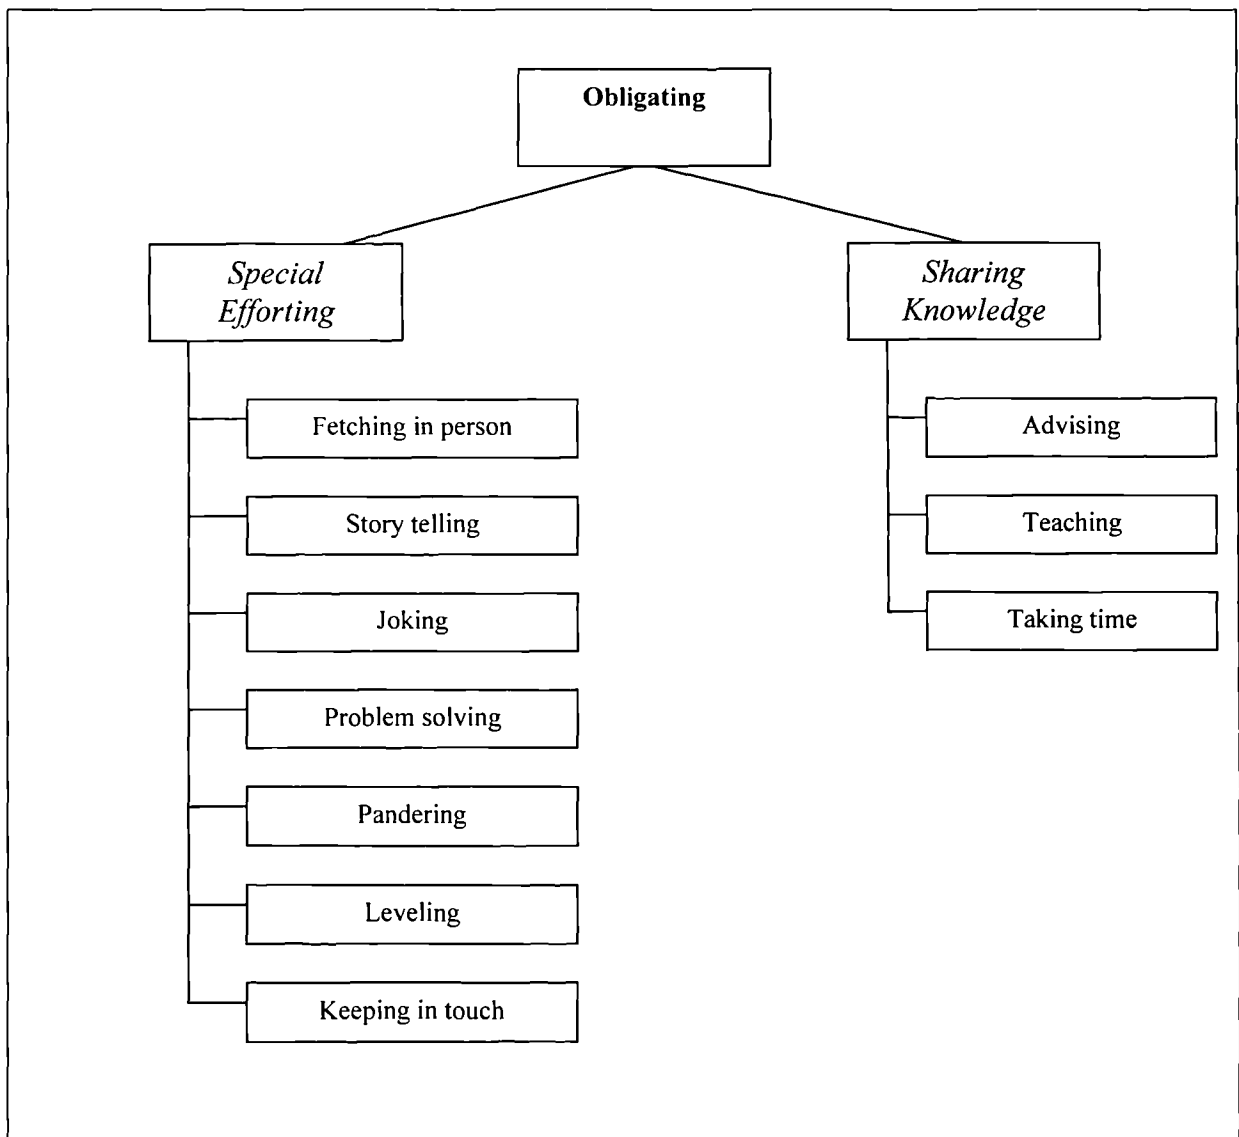 Obligating
Special
Efforting
Sharing
Knowledge
Fetching in person
Story telling
Joking
Problem solving
Pandering
Leveling
Keeping in touch
Advising
Teaching
Taking time